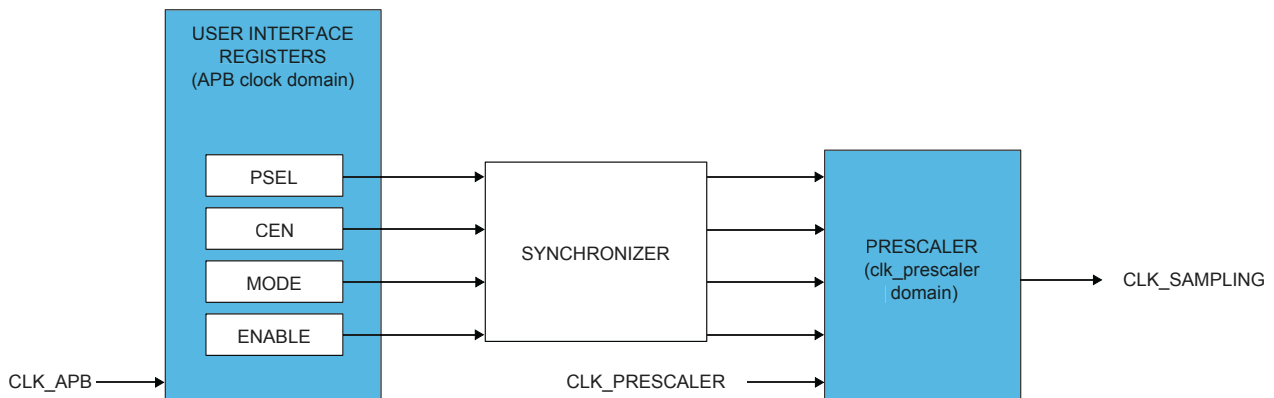 USER INTERFACE
REGISTERS
(APB clock domain)
PSEL
CEN
MODE
ENABLE
CLK_APB
SYNCHRONIZER
CLK_PRESCALER
PRESCALER
(clk_prescaler
domain)
CLK_SAMPLING